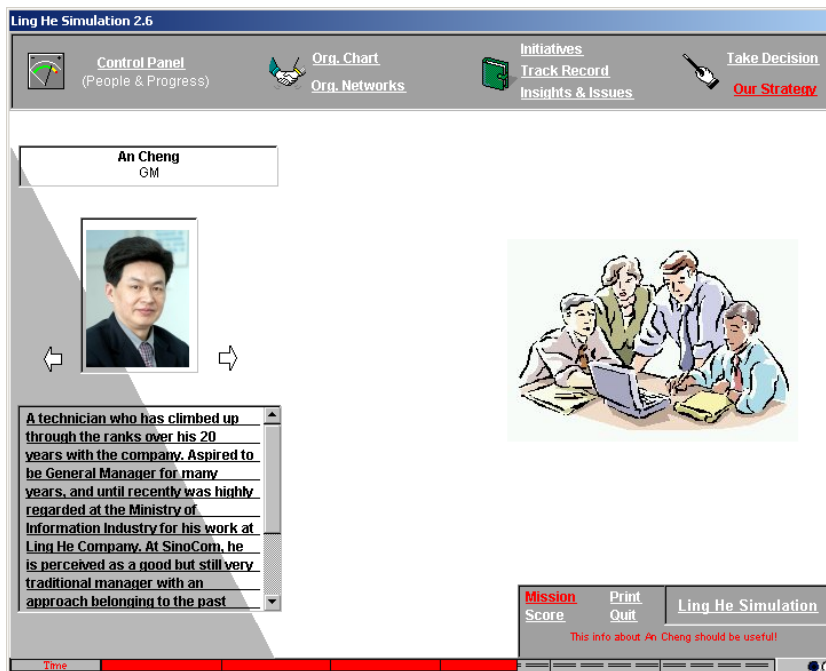 Ling He Simulation 2.6
Control Panel
(People & Progress)
Org. Chart
Org. Networks
Initiatives
Track Record
Insights & Issues
Take Decision
Our Strategy
An Cheng
GM
A technician who has climbed up
through the ranks over his 20
years with the company. Aspired to
be General Manager for many
years, and until recently was highly
regarded at the Ministry of
Information Industry for his work at
Ling He Company. At SinoCom, he
is perceived as a good but still very
traditional manager with an
approach belonging to the past
Mission
Print
Score
Quit
Ling He Simulation
This info about An Cheng should be useful!
Time